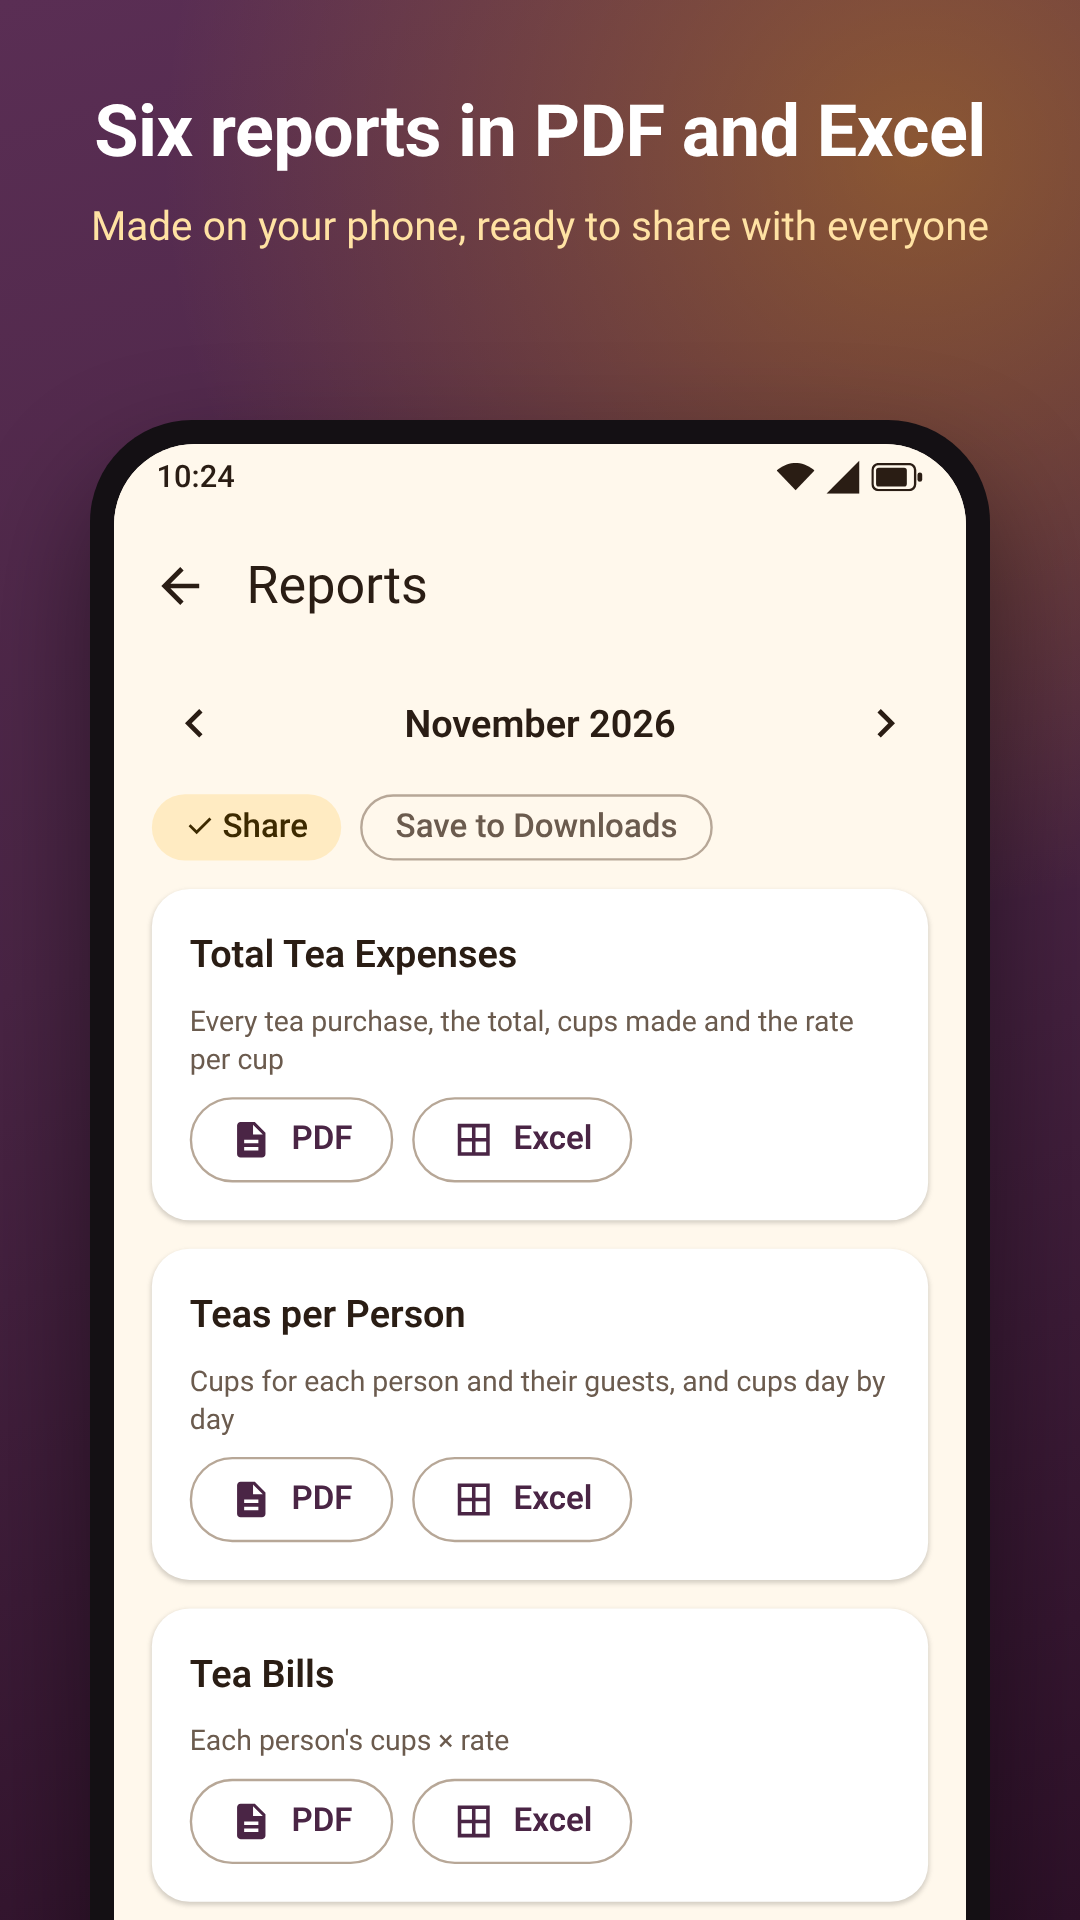 Six reports in PDF and Excel
Made on your phone, ready to share with everyone
10:24
Reports
November 2026
Share
Save to Downloads
Total Tea Expenses
Every tea purchase, the total, cups made and the rate
per cup
PDF
Excel
Teas per Person
Cups for each person and their guests, and cups day by
day
PDF
Excel
Tea Bills
Each person's cups × rate
PDF
Excel